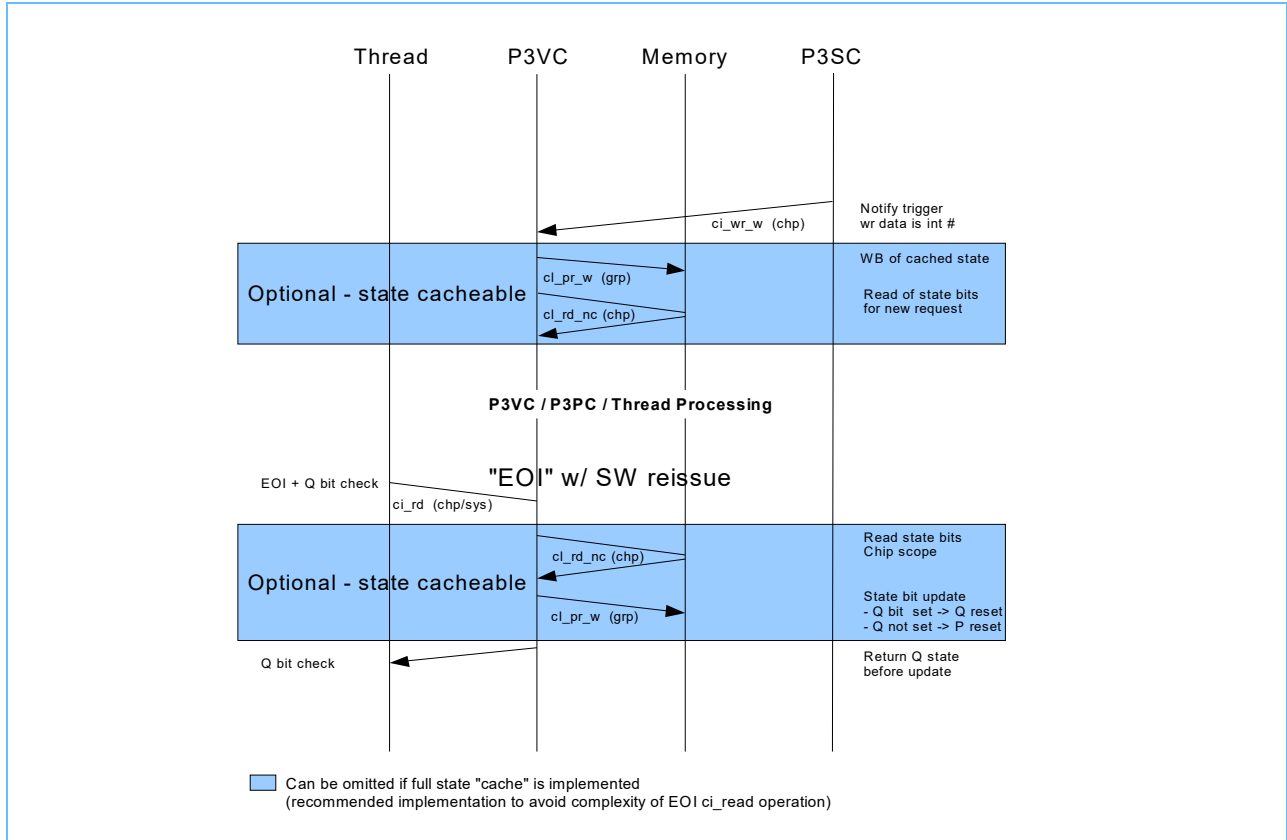 Thread P3VC Memory P3SC
Notify trigger
wr data is int #
ci_wr_w (chp)
WB of cached state
cl_pr_w (grp)
Optional - state cacheable
Read of state bits
for new request
cl_rd_nc (chp)
P3VC / P3PC / Thread Processing
"EOI" w/ SW reissue
EOI + Q bit check
ci_rd (chp/sys)
Read state bits
Chip scope
cl_rd_nc (chp)
Optional - state cacheable
State bit update
- Q bit set -> Q reset
- Q not set -> P reset
cl_pr_w (grp)
Q bit check
Return Q state
before update
Can be omitted if full state "cache" is implemented
(recommended implementation to avoid complexity of EOI ci_read operation)